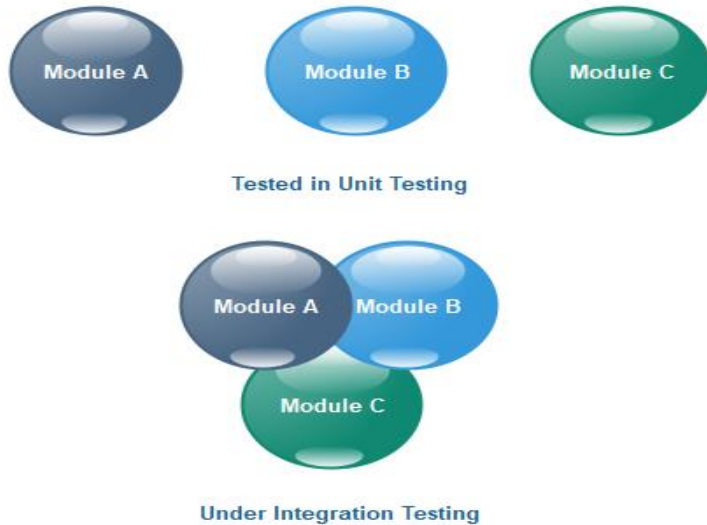 Module A
Module B
Module C
Tested in Unit Testing
Module A
Module B
Module C
Under Integration Testing